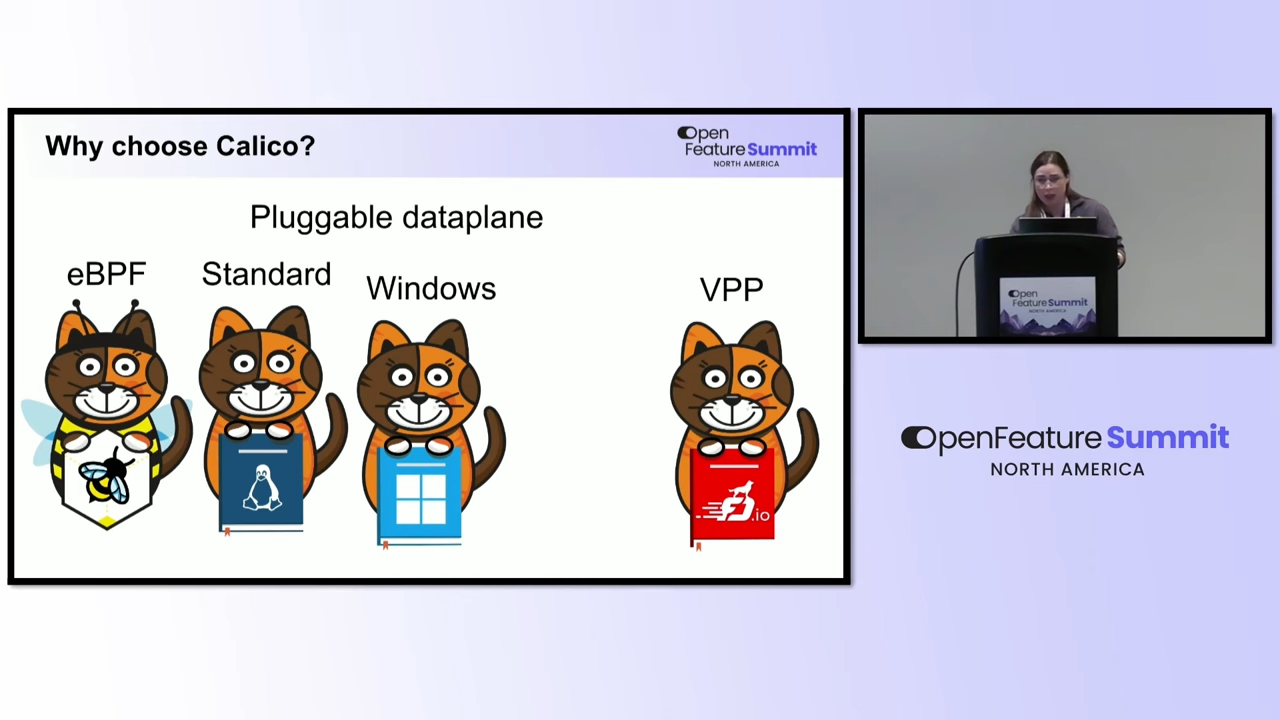 Why choose Calico?
Open
Feature Summit
NORTH AMERICA
Pluggable dataplane
eBPF
Standard
Windows
VPP
FD.io
Open
Feature Summit
NORTH AMERICA
OpenFeature Summit
NORTH AMERICA